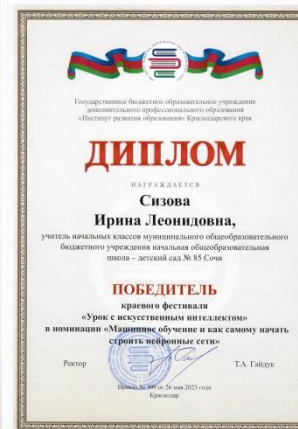 Государственное бюджетное образовательное учреждение
дополнительного профессионального образования
«Институт развития образования» Краснодарского края
ДИПЛОМ
НАГРАЖДАЕТСЯ
Сизова
Ирина Леонидовна,
учитель начальных классов муниципального общеобразовательного
бюджетного учреждения начальная общеобразовательная
школа – детский сад № 85 Сочи
ПОБЕДИТЕЛЬ
краевого фестиваля
«Урок с искусственным интеллектом»
в номинации «Машинное обучение и как самому начать
строить нейронные сети»
Ректор
Т.А. Гайдук
Приказ № от 26 мая 2023 года
Краснодар